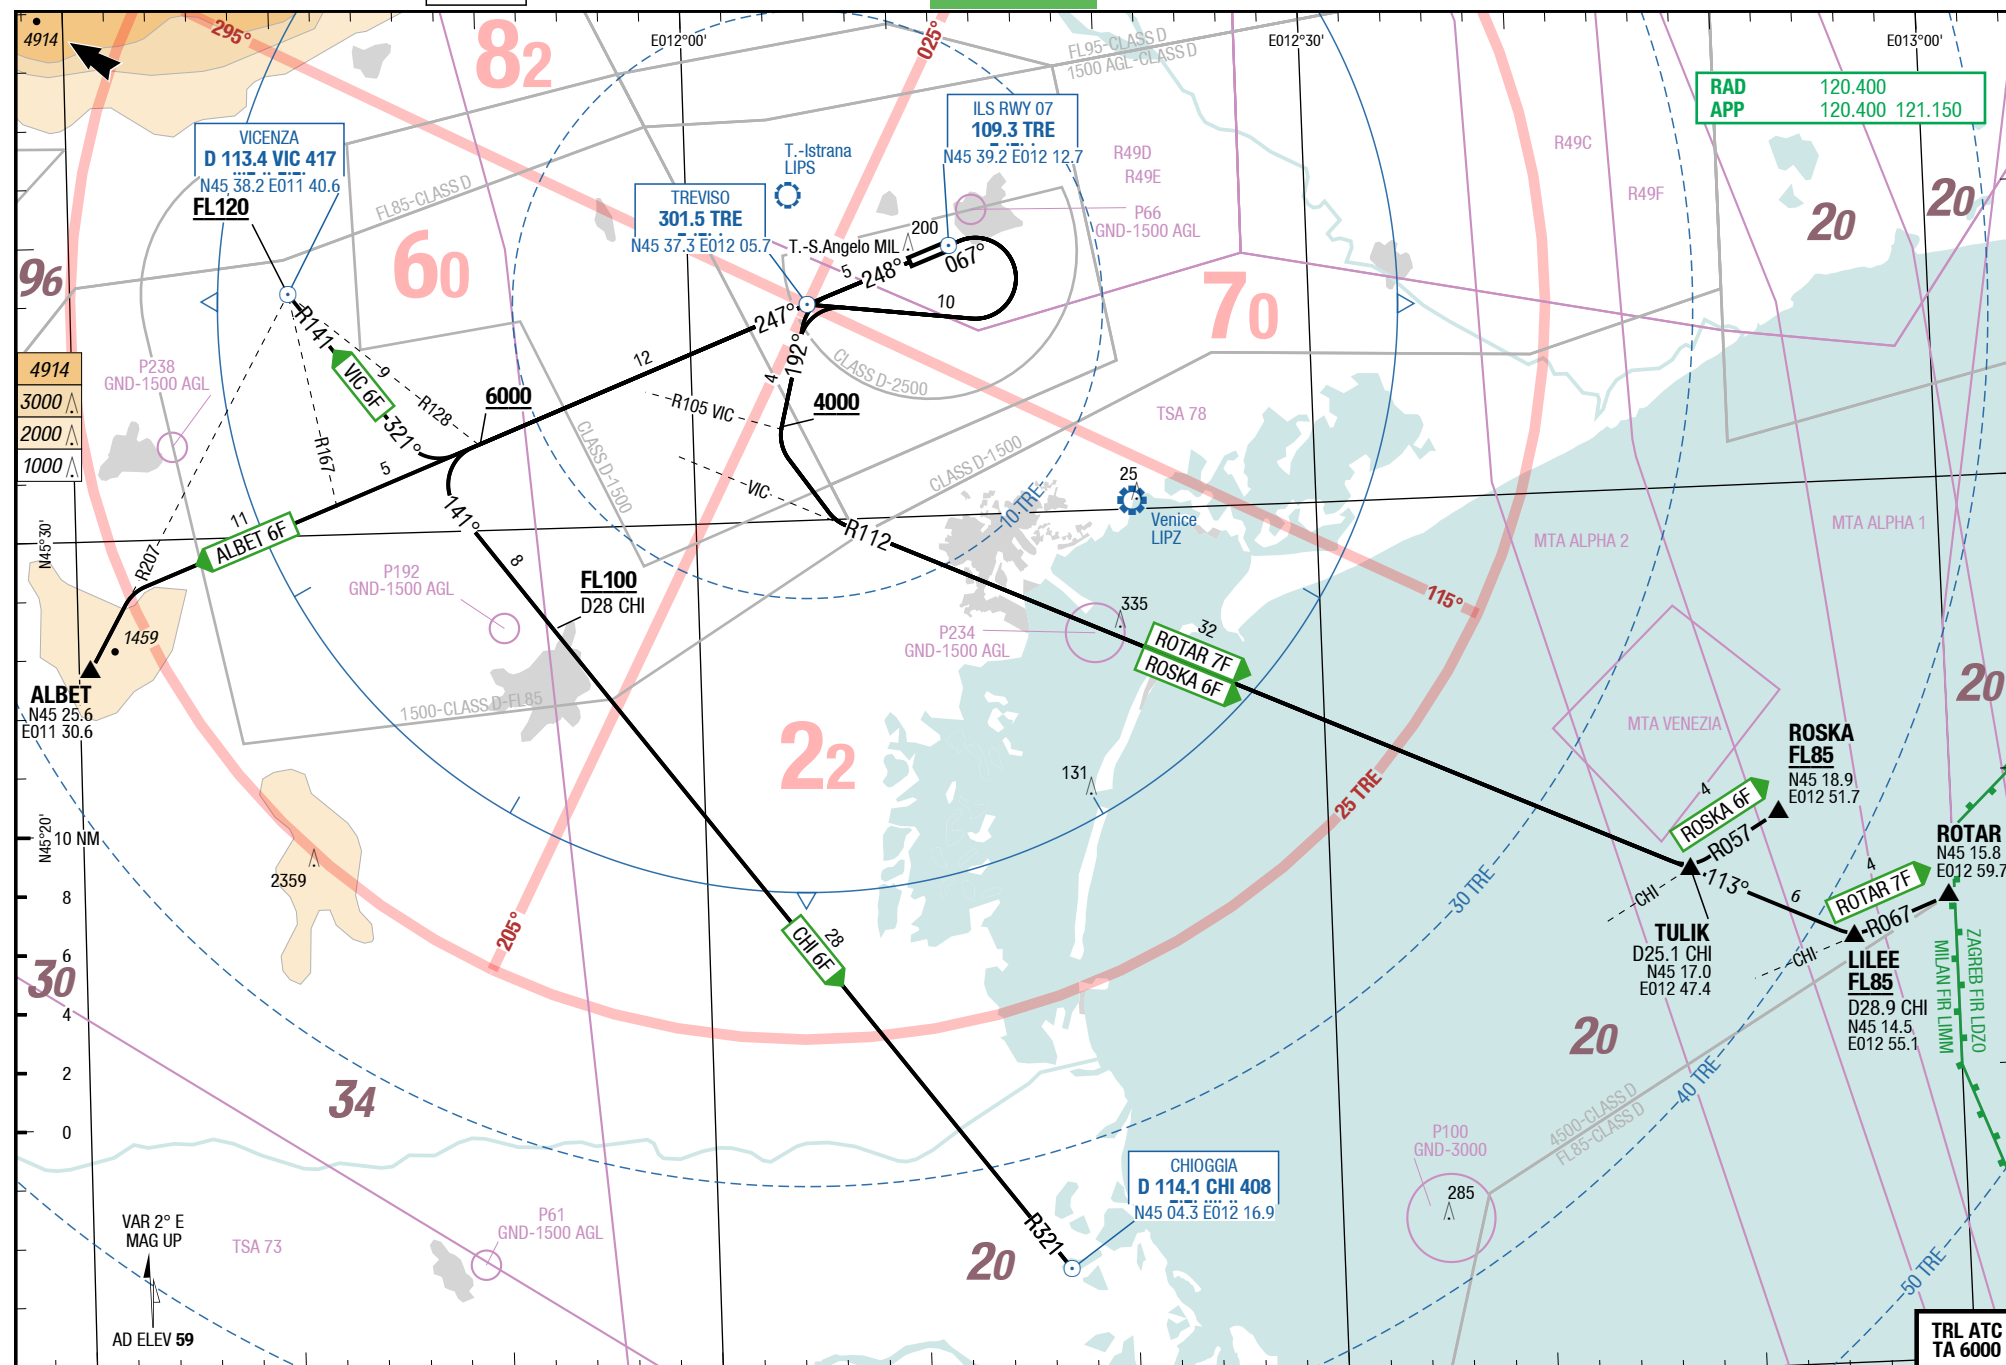 4914
295°
82
E012°00'
025°
FL95-CLASS D
1500 AGL-CLASS D
E012°30'
E013°00'
RAD 120.400
APP 120.400 121.150
VICENZA
D 113.4 VIC 417
N45 38.2 E011 40.6
FL120
FL85-CLASS D
T.-Istrana
LIPS
ILS RWY 07
109.3 TRE
N45 39.2 E012 12.7
R49D
R49E
R49C
R49F
P66
GND-1500 AGL
TREVISO
301.5 TRE
N45 37.3 E012 05.7
T.-S.Angelo MIL
200
20
20
96
60
5
248°
067°
10
70
247°
192°
4
12
R141
9
VIC 6F
321°
R128
R167
6000
R105 VIC
4000
CLASS D-2500
P238
GND-1500 AGL
4914
3000
2000
1000
TSA 78
CLASS D-1500
CLASS D-1500
VIC
R112
10 TRE
25
Venice
LIPZ
MTA ALPHA 2
MTA ALPHA 1
5
11
ALBET 6F
R207
141°
8
N45°30'
P192
GND-1500 AGL
FL100
D28 CHI
1459
ALBET
N45 25.6
E011 30.6
1500-CLASS D-FL85
335
P234
GND-1500 AGL
32
ROTAR 7F
ROSKA 6F
115°
MTA VENEZIA
20
22
131
25 TRE
ROSKA
FL85
N45 18.9
E012 51.7
4
ROSKA 6F
R057
ROTAR
N45 15.8
E012 59.7
4
ROTAR 7F
R067
113°
6
CHI
CHI
TULIK
D25.1 CHI
N45 17.0
E012 47.4
LILEE
FL85
D28.9 CHI
N45 14.5
E012 55.1
MILAN FIR LIMM
ZAGREB FIR LDZO
N45°20'
10 NM
8
6
4
2
0
2359
205°
30
28
CHI 6F
30 TRE
20
34
40 TRE
4500-CLASS D
FL85-CLASS D
P100
GND-3000
285
CHIOGGIA
D 114.1 CHI 408
N45 04.3 E012 16.9
R321
P61
GND-1500 AGL
TSA 73
VAR 2° E
MAG UP
AD ELEV 59
20
50 TRE
TRL ATC
TA 6000